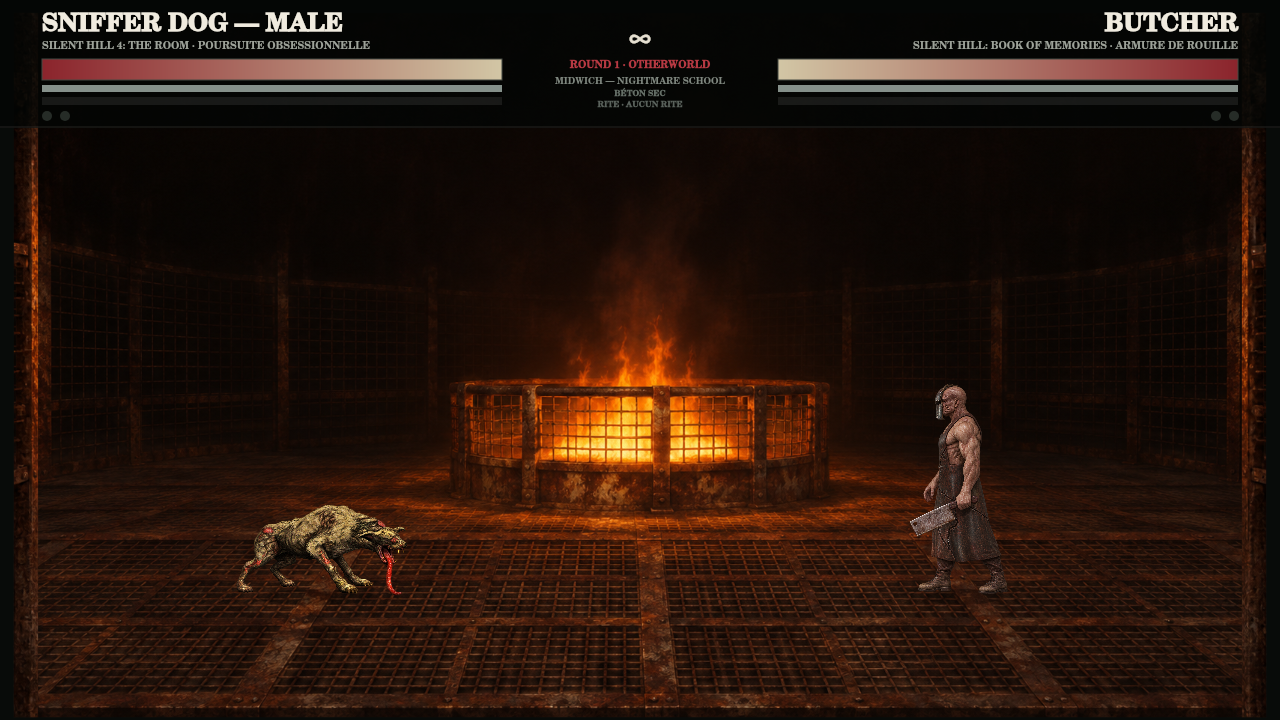 SNIFFER DOG — MALE
SILENT HILL 4: THE ROOM · POURSUITE OBSESSIONNELLE
∞
ROUND 1 · OTHERWORLD
MIDWICH — NIGHTMARE SCHOOL
BÉTON SEC
RITE · AUCUN RITE
BUTCHER
SILENT HILL: BOOK OF MEMORIES · ARMURE DE ROUILLE